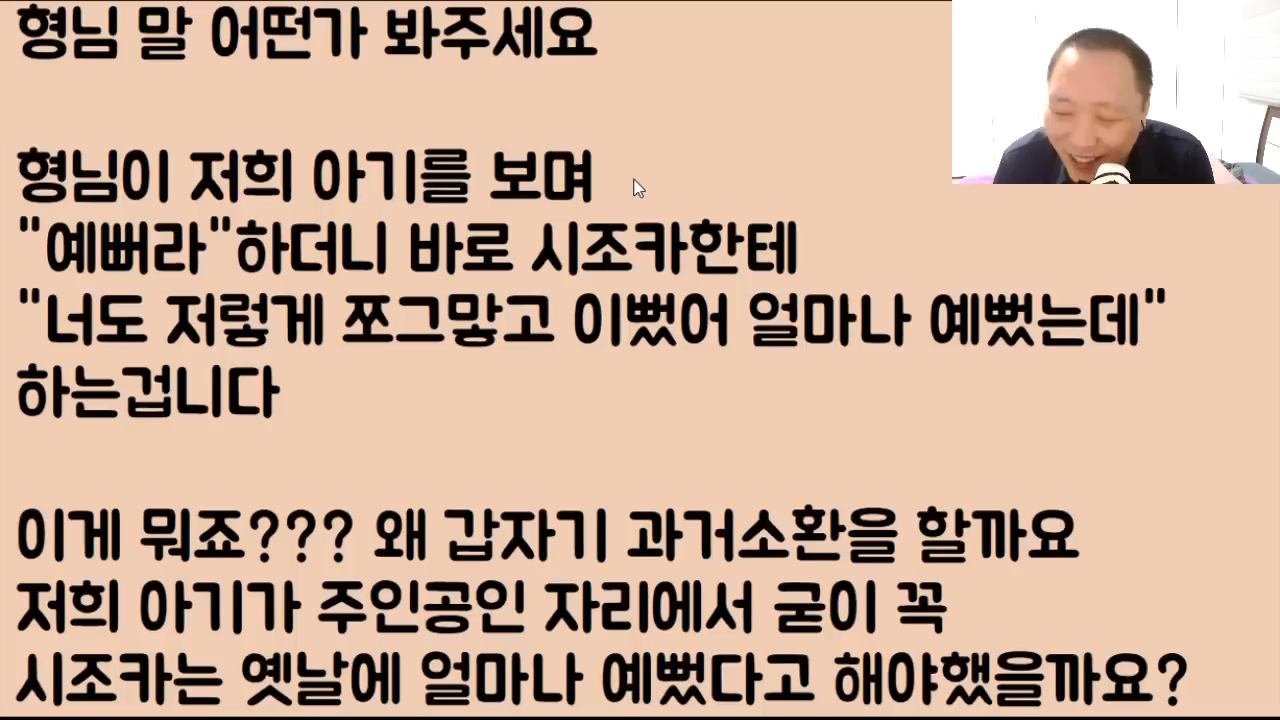 형님 말 어떤가 봐주세요
형님이 저희 아기를 보며
"예뻐라"하더니 바로 시조카한테
"너도 저렇게 쪼그맣고 이뻤어 얼마나 예뻤는데"
하는겁니다
이게 뭐죠??? 왜 갑자기 과거소환을 할까요
저희 아기가 주인공인 자리에서 굳이 꼭
시조카는 옛날에 얼마나 예뻤다고 해야했을까요?